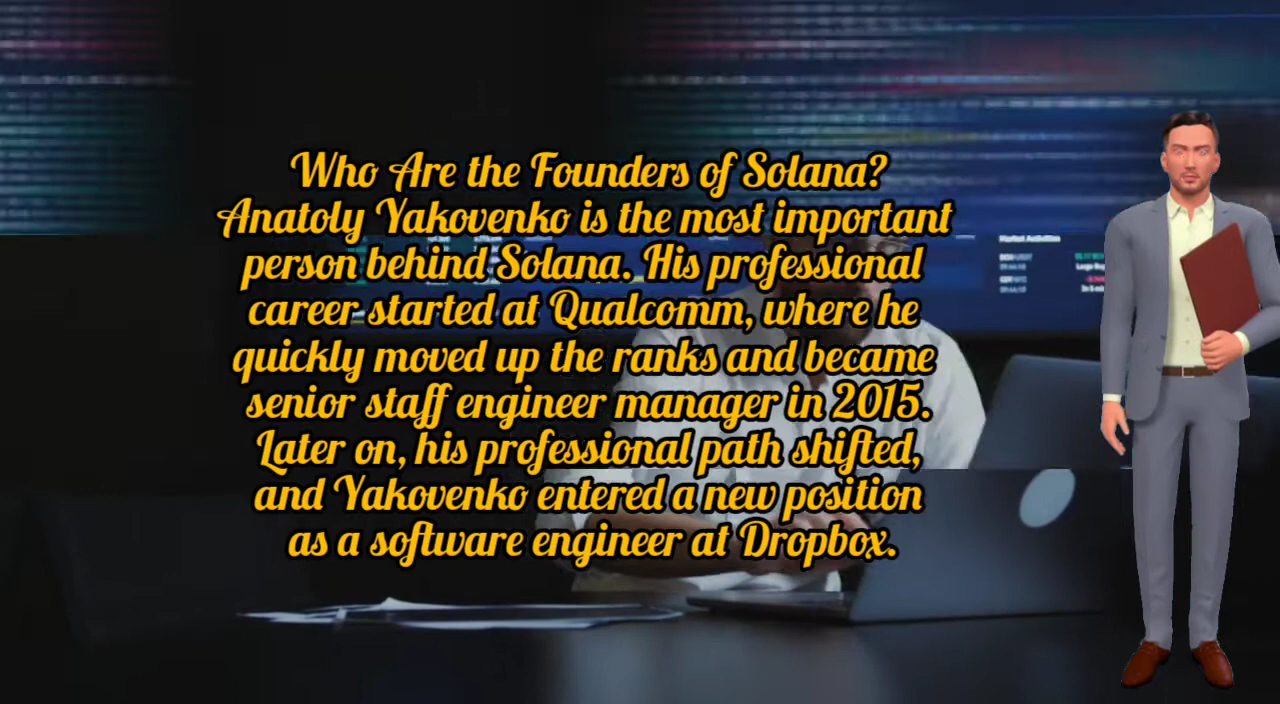 Who Are the Founders of Solana?
Anatoly Yakovenko is the most important
person behind Solana. His professional
career started at Qualcomm, where he
quickly moved up the ranks and became
senior staff engineer manager in 2015.
Later on, his professional path shifted,
and Yakovenko entered a new position
as a software engineer at Dropbox.
Market Activities